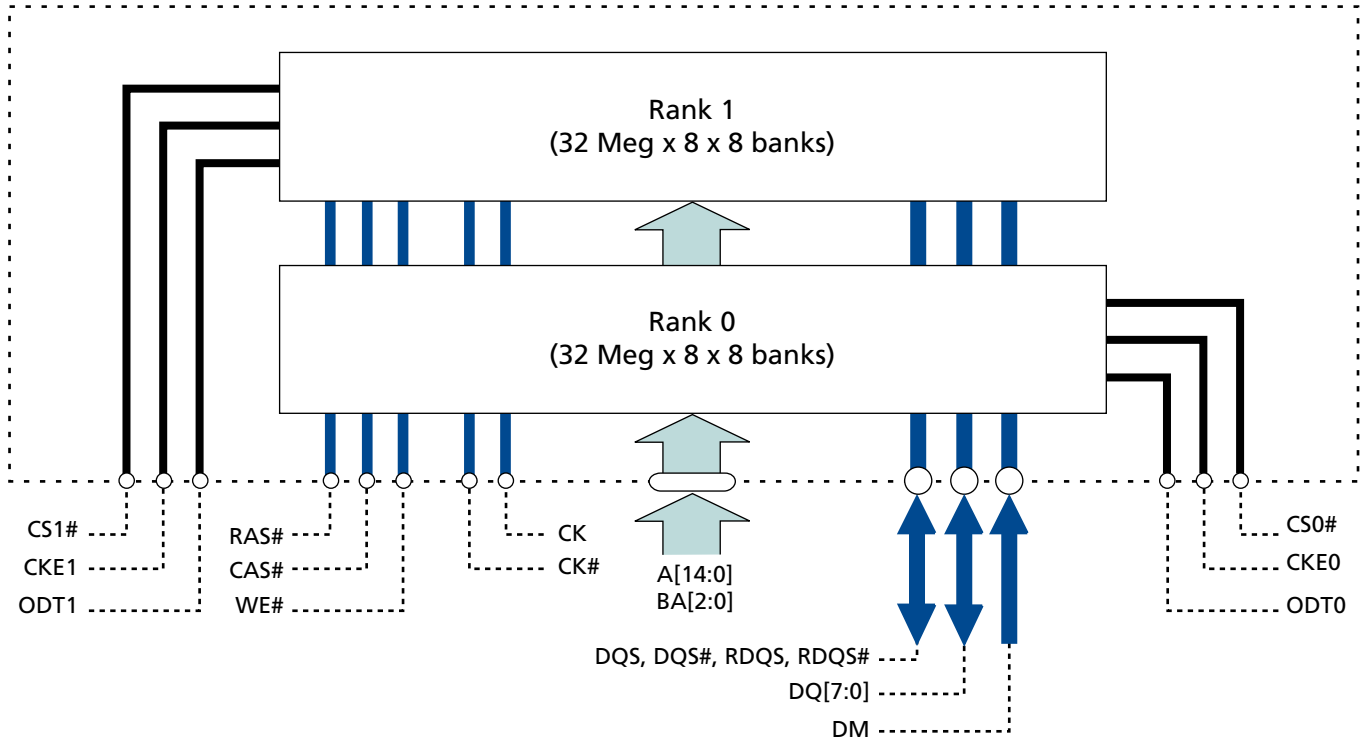 Rank 1
(32 Meg x 8 x 8 banks)
Rank 0
(32 Meg x 8 x 8 banks)
CS1#
CKE1
ODT1
RAS#
CAS#
WE#
CK
CK#
A[14:0]
BA[2:0]
DQS, DQS#, RDQS, RDQS#
DQ[7:0]
DM
CS0#
CKE0
ODT0